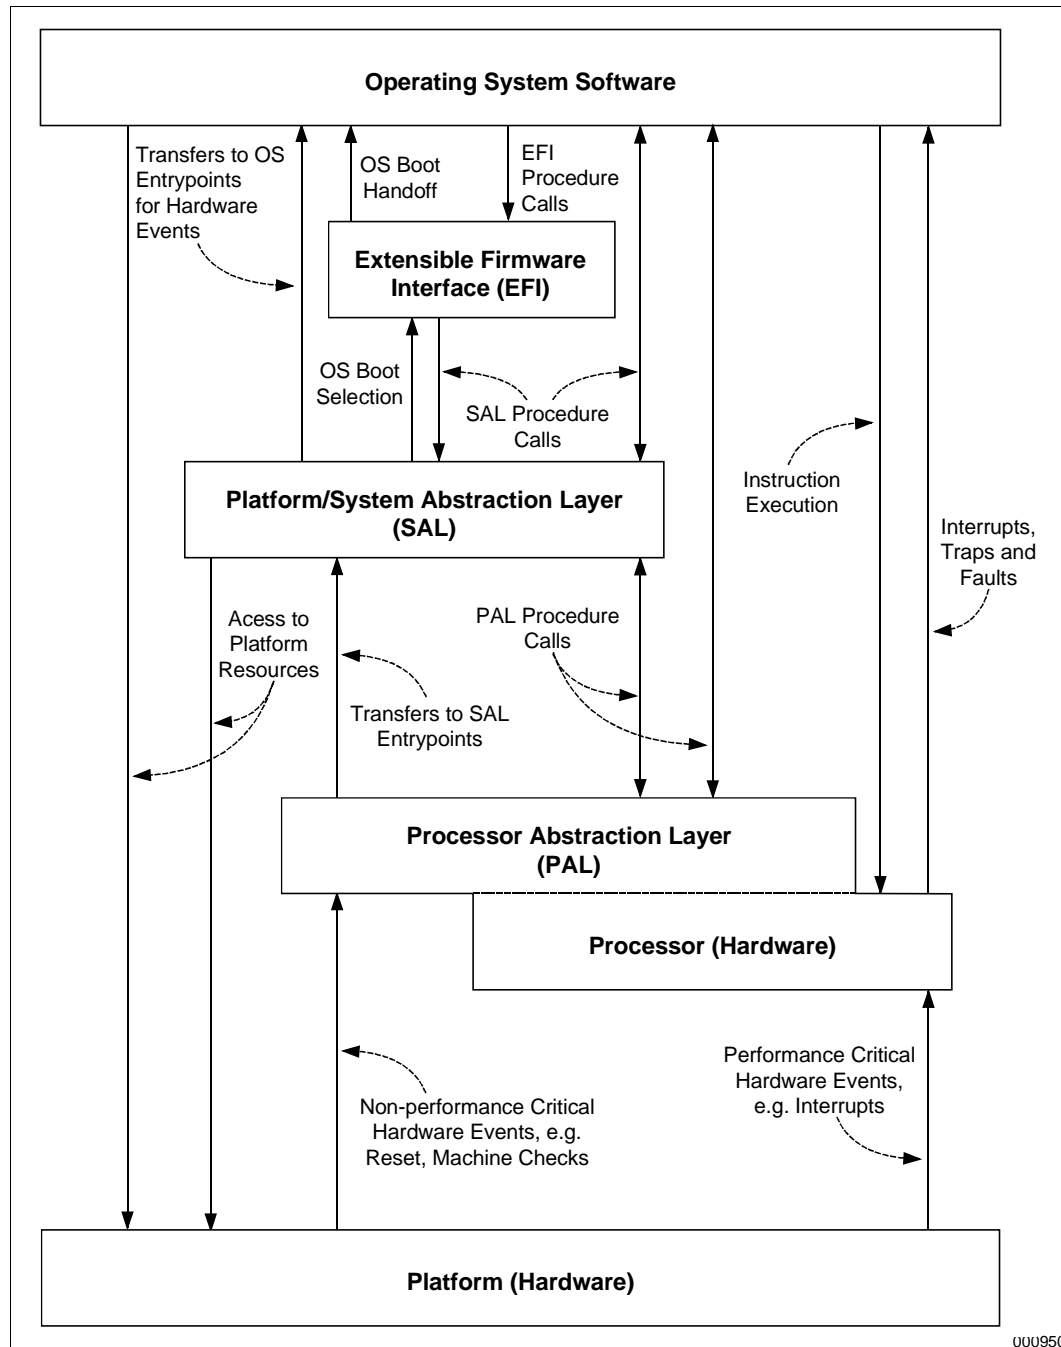 Operating System Software
Transfers to OS
Entrypoints
for Hardware
Events
OS Boot
Handoff
EFI
Procedure
Calls
Extensible Firmware
Interface (EFI)
OS Boot
Selection
SAL Procedure
Calls
Platform/System Abstraction Layer
(SAL)
Instruction
Execution
Interrupts,
Traps and
Faults
Acess to
Platform
Resources
PAL Procedure
Calls
Transfers to SAL
Entrypoints
Processor Abstraction Layer
(PAL)
Processor (Hardware)
Non-performance Critical
Hardware Events, e.g.
Reset, Machine Checks
Performance Critical
Hardware Events,
e.g. Interrupts
Platform (Hardware)
000950